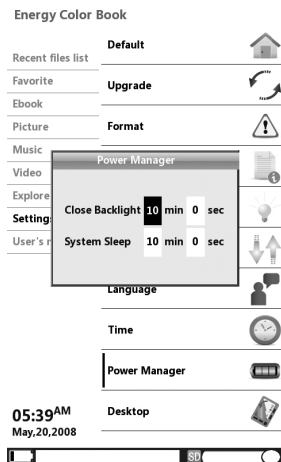 Energy Color Book
Recent files list
Favorite
Ebook
Picture
Music
Video
Explore
Setting
User's
Default
Upgrade
Format
Power Manager
Close Backlight 10 min 0 sec
System Sleep 10 min 0 sec
Language
Time
Power Manager
Desktop
05:39AM
May,20,2008
SD